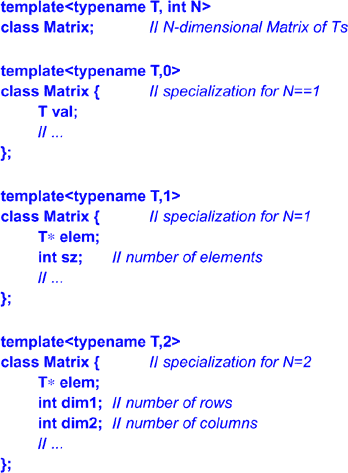 template<typename T, int N>
class Matrix; // N-dimensional Matrix of Ts
template<typename T,0>
class Matrix { // specialization for N==1
T val;
// ...
};
template<typename T,1>
class Matrix { // specialization for N=1
T* elem;
int sz; // number of elements
// ...
};
template<typename T,2>
class Matrix { // specialization for N=2
T* elem;
int dim1; // number of rows
int dim2; // number of columns
// ...
};